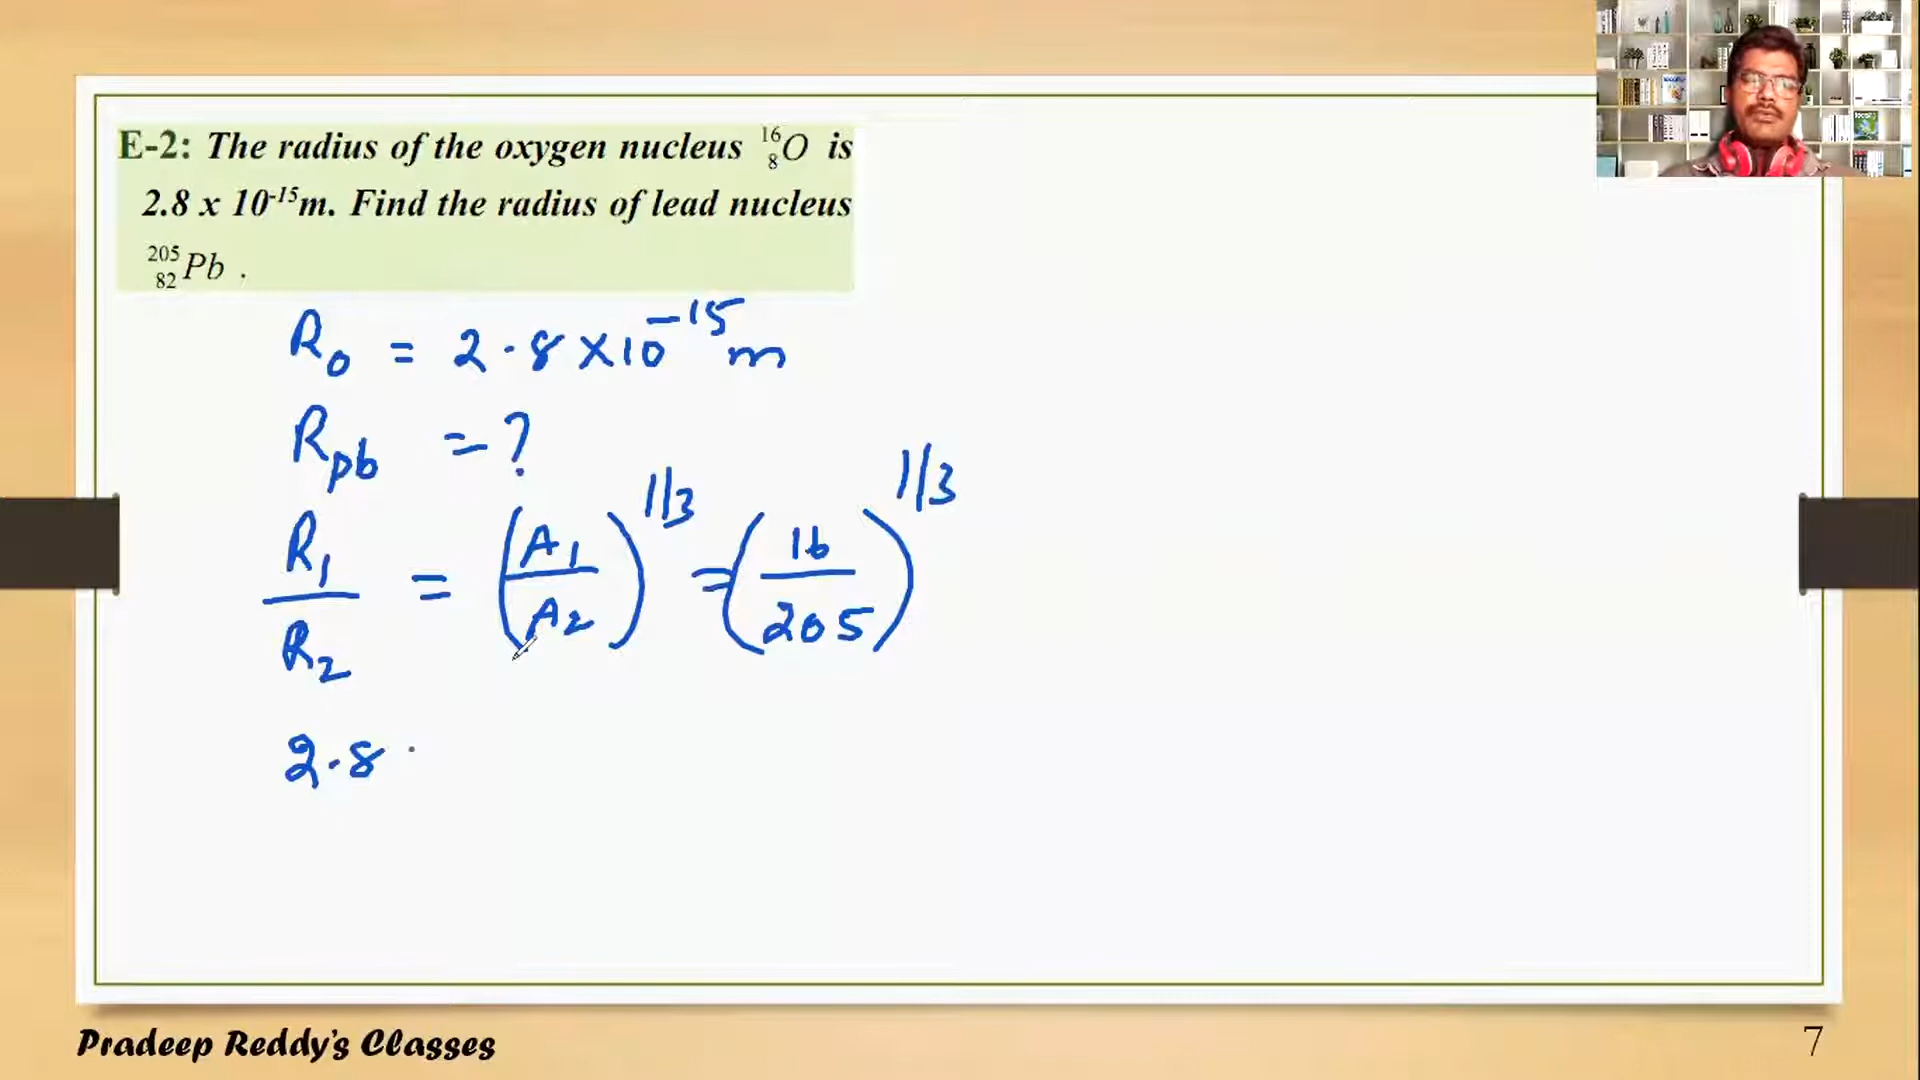 E-2: The radius of the oxygen nucleus ¹⁶₈O is
2.8 x 10⁻¹⁵m. Find the radius of lead nucleus
²⁰⁵₈₂Pb .
R₀ = 2.8×10⁻¹⁵ m
R_pb = ?
R₁/R₂ = (A₁/A₂)^1/3 = (16/205)^1/3
2.8
Pradeep Reddy's Classes
7